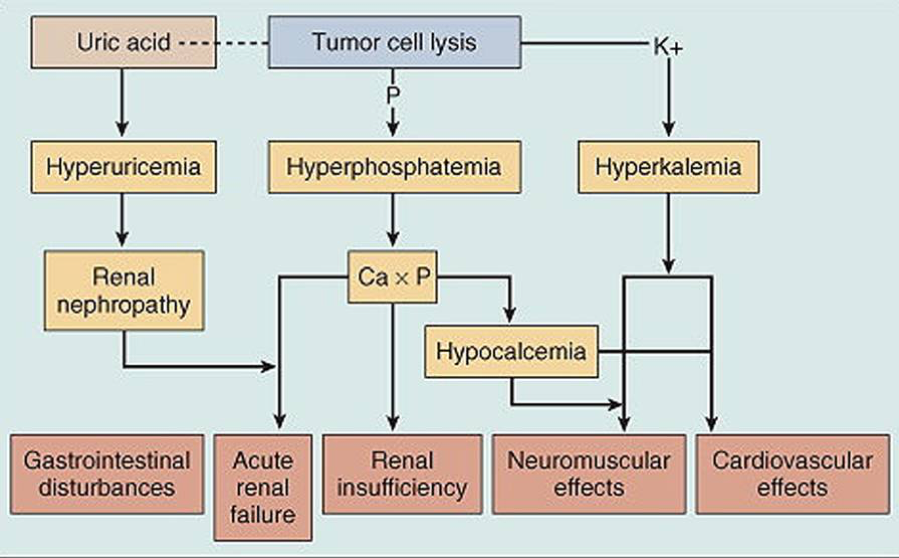 Uric acid
Tumor cell lysis
K+
P
Hyperuricemia
Hyperphosphatemia
Hyperkalemia
Renal
nephropathy
Ca × P
Hypocalcemia
Gastrointestinal
disturbances
Acute
renal
failure
Renal
insufficiency
Neuromuscular
effects
Cardiovascular
effects